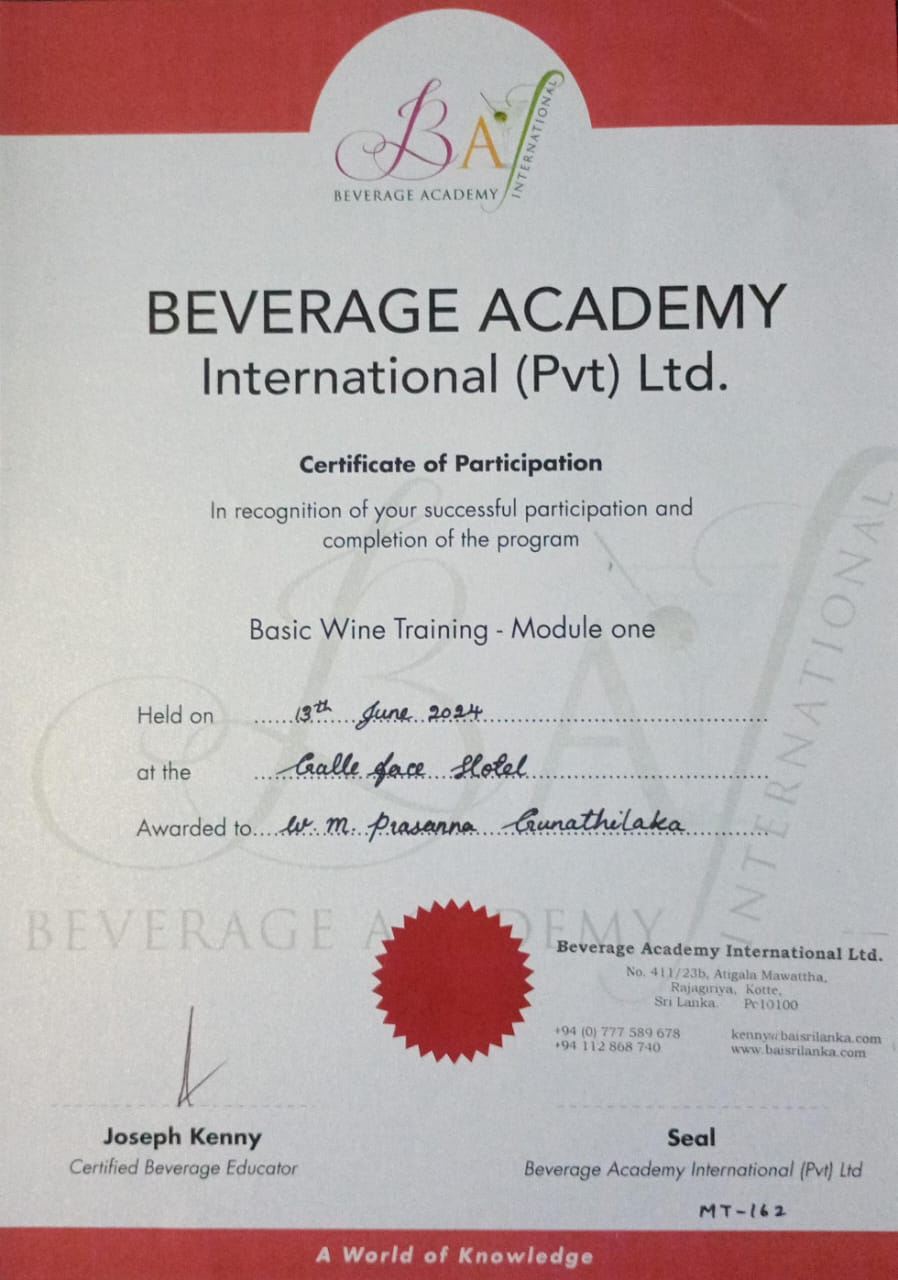 BAI
BEVERAGE ACADEMY INTERNATIONAL
BEVERAGE ACADEMY
International (Pvt) Ltd.
Certificate of Participation
In recognition of your successful participation and
completion of the program
Basic Wine Training - Module one
Held on ......13th.....June..2024
at the ....Galle face...Hotel
Awarded to....W. M. Prasanna...Gunathilaka
BEVERAGE ACADEMY INTERNATIONAL
Beverage Academy International Ltd.
No. 411/23b, Atigala Mawattha,
Rajagiriya, Kotte,
Sri Lanka. Pc10100
+94 (0) 777 589 678 kenny@baisrilanka.com
+94 112 868 740 www.baisrilanka.com
Joseph Kenny Seal
Certified Beverage Educator Beverage Academy International (Pvt) Ltd
MT-162
A World of Knowledge